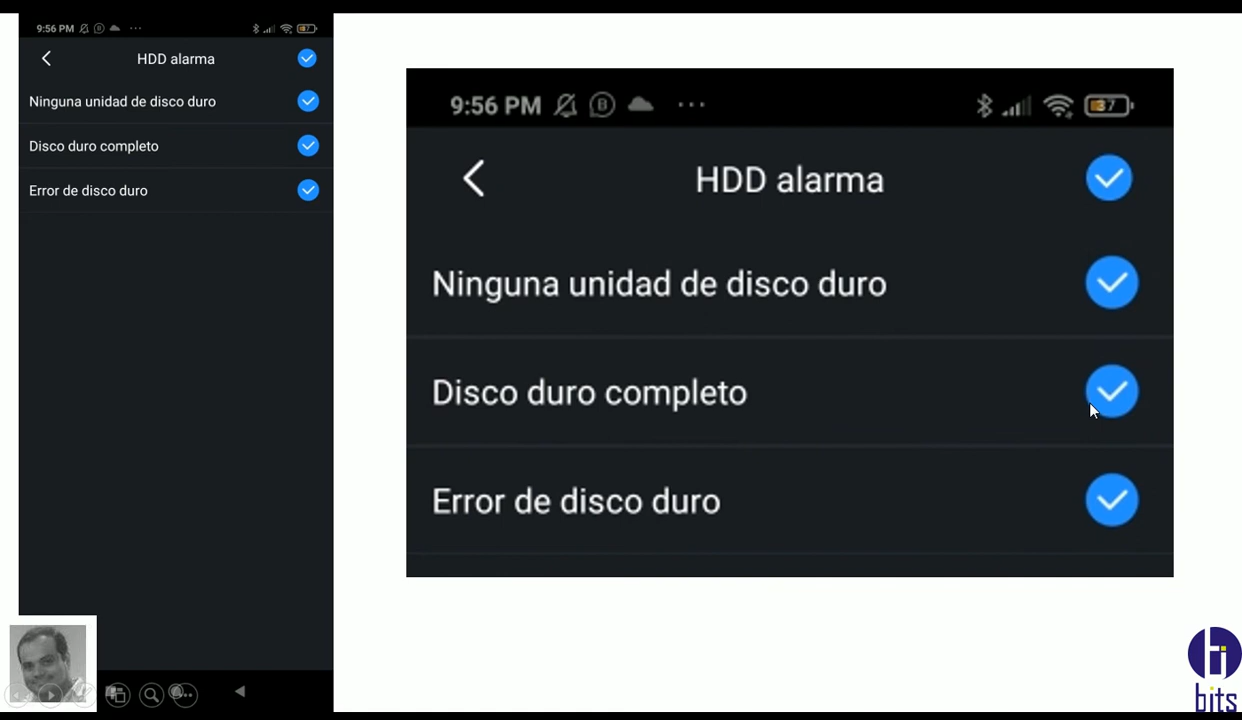 9:56 PM
HDD alarma
Ninguna unidad de disco duro
Disco duro completo
Error de disco duro
9:56 PM B ... 37
HDD alarma
Ninguna unidad de disco duro
Disco duro completo
Error de disco duro
bits